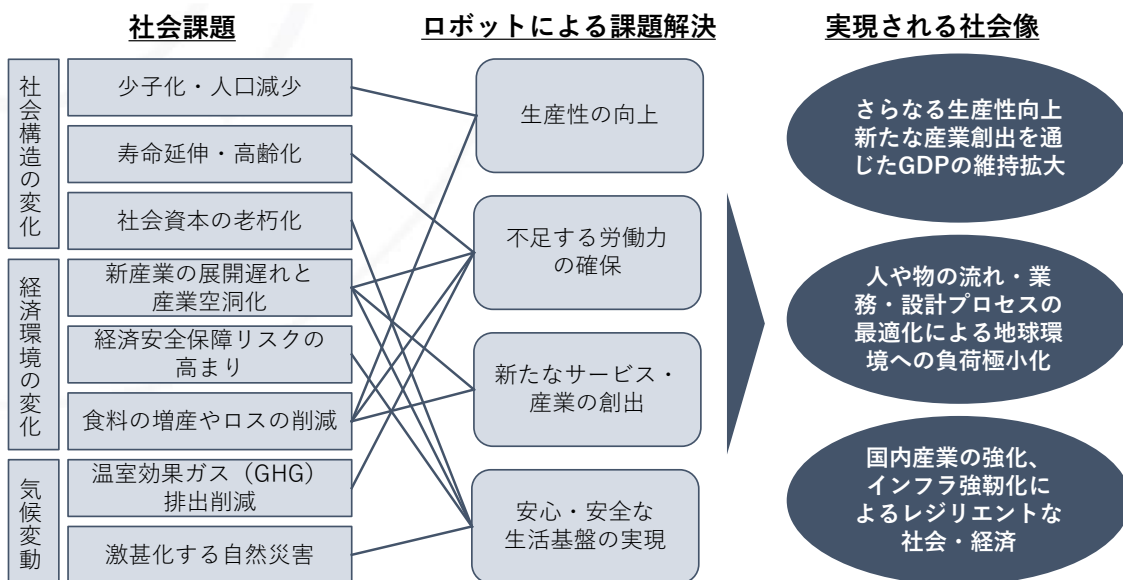 社会課題
ロボットによる課題解決
実現される社会像
社会構造の変化
少子化・人口減少
寿命延伸・高齢化
社会資本の老朽化
経済環境の変化
新産業の展開遅れと
産業空洞化
経済安全保障リスクの
高まり
食料の増産やロスの削減
気候変動
温室効果ガス（GHG）
排出削減
激甚化する自然災害
生産性の向上
不足する労働力
の確保
新たなサービス・
産業の創出
安心・安全な
生活基盤の実現
さらなる生産性向上
新たな産業創出を通
じたGDPの維持拡大
人や物の流れ・業
務・設計プロセスの
最適化による地球環
境への負荷極小化
国内産業の強化、
インフラ強靭化に
よるレジリエントな
社会・経済